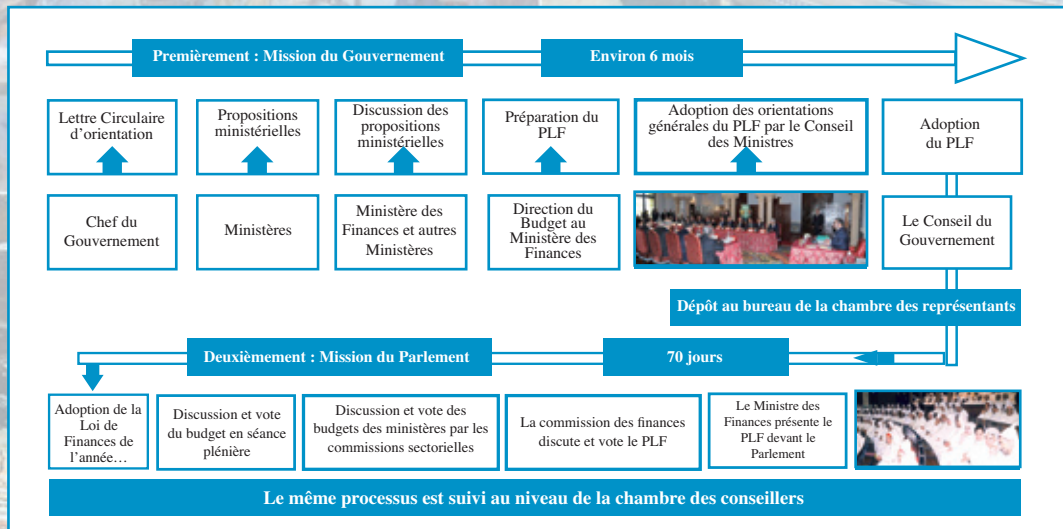 Premièrement : Mission du Gouvernement
Environ 6 mois
Lettre Circulaire
d'orientation
Propositions
ministérielles
Discussion des
propositions
ministérielles
Préparation du
PLF
Adoption des orientations
générales du PLF par le Conseil
des Ministres
Adoption
du PLF
Chef du
Gouvernement
Ministères
Ministère des
Finances et autres
Ministères
Direction du
Budget au
Ministère des
Finances
Le Conseil du
Gouvernement
Dépôt au bureau de la chambre des représentants
Deuxièmement : Mission du Parlement
70 jours
Adoption de la
Loi de
Finances de
l'année…
Discussion et vote
du budget en séance
plénière
Discussion et vote des
budgets des ministères par les
commissions sectorielles
La commission des finances
discute et vote le PLF
Le Ministre des
Finances présente le
PLF devant le
Parlement
Le même processus est suivi au niveau de la chambre des conseillers